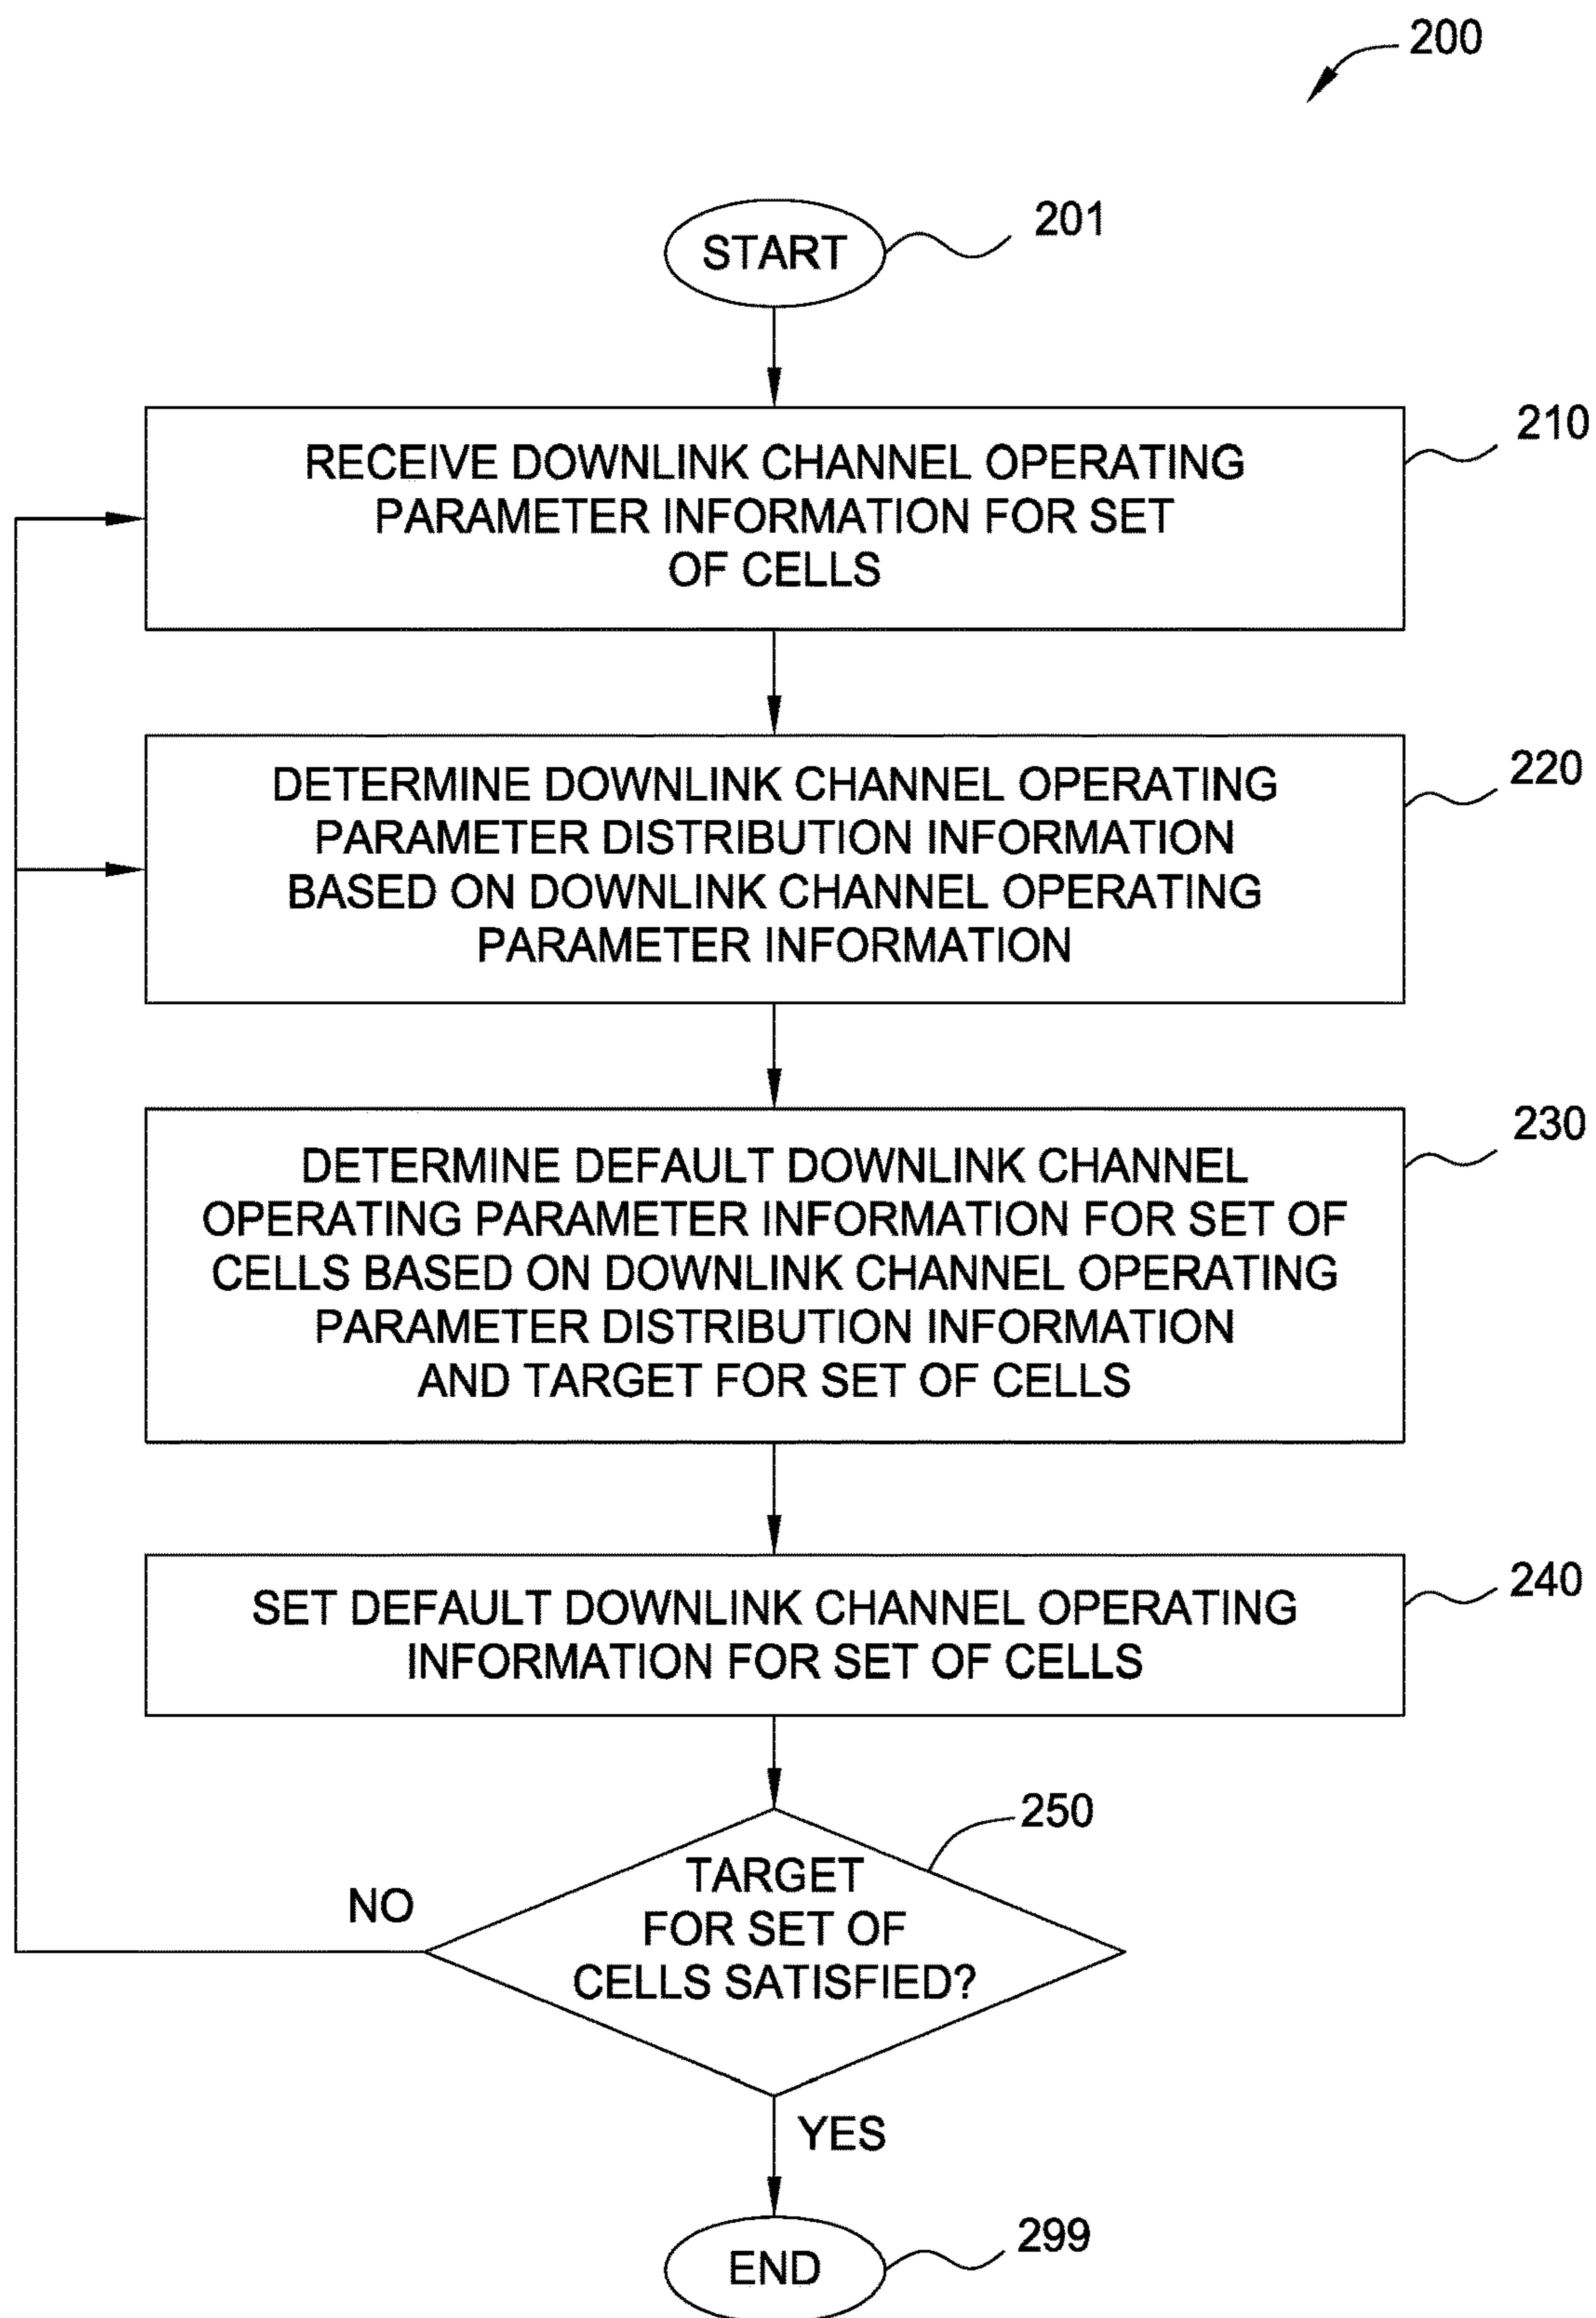 200
START
201
RECEIVE DOWNLINK CHANNEL OPERATING
PARAMETER INFORMATION FOR SET
OF CELLS
210
DETERMINE DOWNLINK CHANNEL OPERATING
PARAMETER DISTRIBUTION INFORMATION
BASED ON DOWNLINK CHANNEL OPERATING
PARAMETER INFORMATION
220
DETERMINE DEFAULT DOWNLINK CHANNEL
OPERATING PARAMETER INFORMATION FOR SET OF
CELLS BASED ON DOWNLINK CHANNEL OPERATING
PARAMETER DISTRIBUTION INFORMATION
AND TARGET FOR SET OF CELLS
230
SET DEFAULT DOWNLINK CHANNEL OPERATING
INFORMATION FOR SET OF CELLS
240
TARGET
FOR SET OF
CELLS SATISFIED?
250
NO
YES
END
299